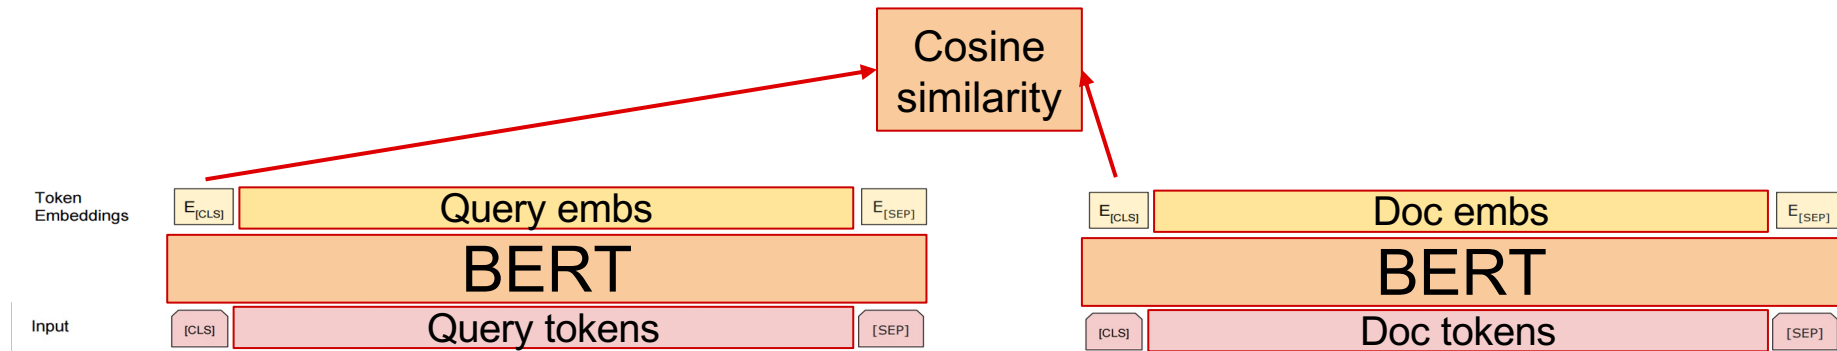 Cosine
similarity
Token
Embeddings
E[CLS]
Query embs
E[SEP]
E[CLS]
Doc embs
E[SEP]
BERT
BERT
Input
[CLS]
Query tokens
[SEP]
[CLS]
Doc tokens
[SEP]